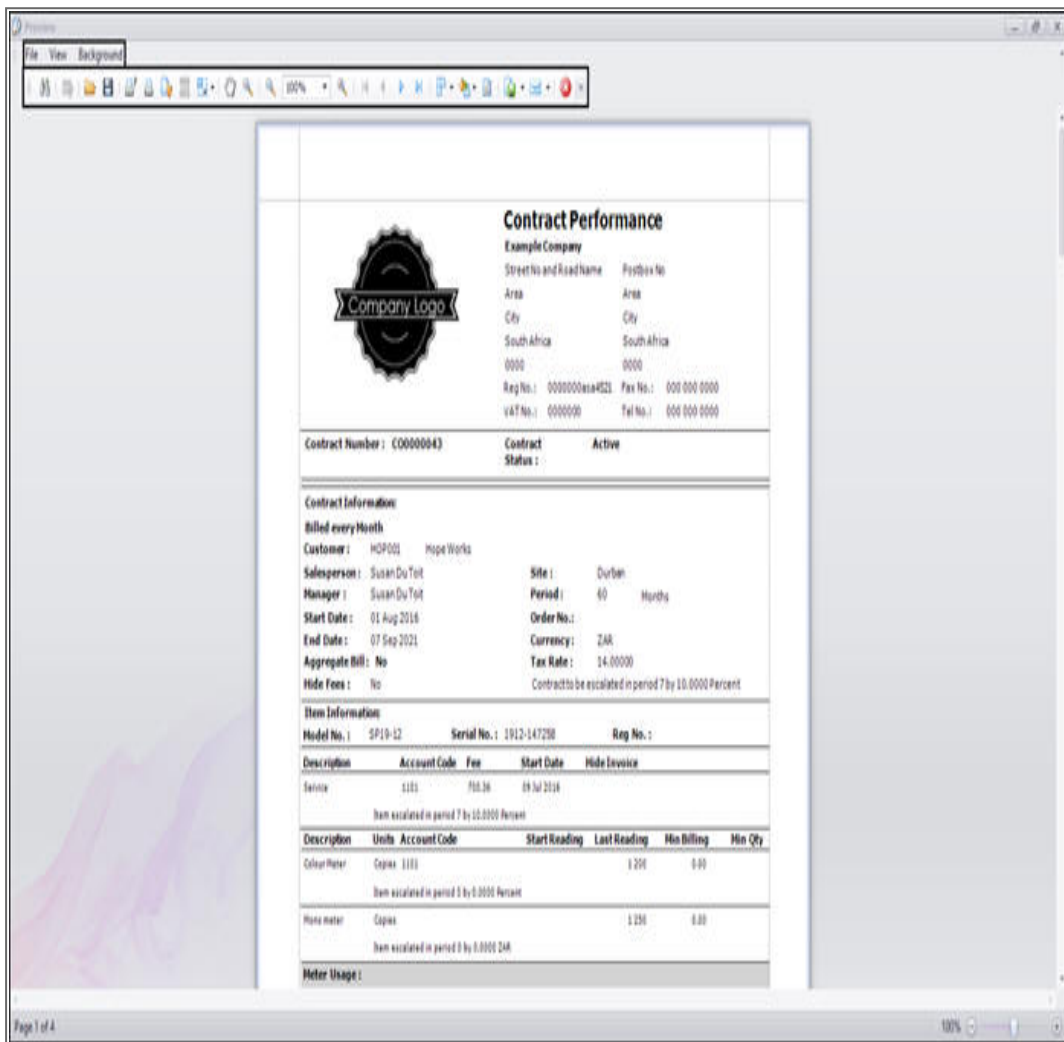 Preview
File View Background
100%
Contract Performance
Example Company
Street No and Road Name Postbox No
Company Logo
Area Area
City City
South Africa South Africa
0000 0000
Reg No.: Fax No.: 000 000 0000
VAT No.: 0000000 Tel No.: 000 000 0000
Contract Number : CO0000043 Contract Status : Active
Contract Information:
Billed every Month
Customer : HOP001 Hope Works
Salesperson : Susan Du Toit Site : Durban
Manager : Susan Du Toit Period : 60 Months
Start Date : 01 Aug 2016 Order No.:
End Date : 07 Sep 2021 Currency : ZAR
Aggregate Bill : No Tax Rate : 14.00000
Hide Fees : No Contract to be escalated in period 7 by 10.0000 Percent
Item Information:
Model No. : SP19-12 Serial No. : 1912-147258 Reg No. :
Description Account Code Fee Start Date Hide Invoice
Service 1101 09 Jul 2016
Item escalated in period 7 by 10.0000 Percent
Description Units Account Code Start Reading Last Reading Min Billing Min Qty
Colour Meter Copies 1101 1 200 0.00
Item escalated in period by 0.0000 Percent
Mono meter Copies 1 250 0.00
Item escalated in period 0 by 0.0000 ZAR
Meter Usage :
Page 1 of 4 100%